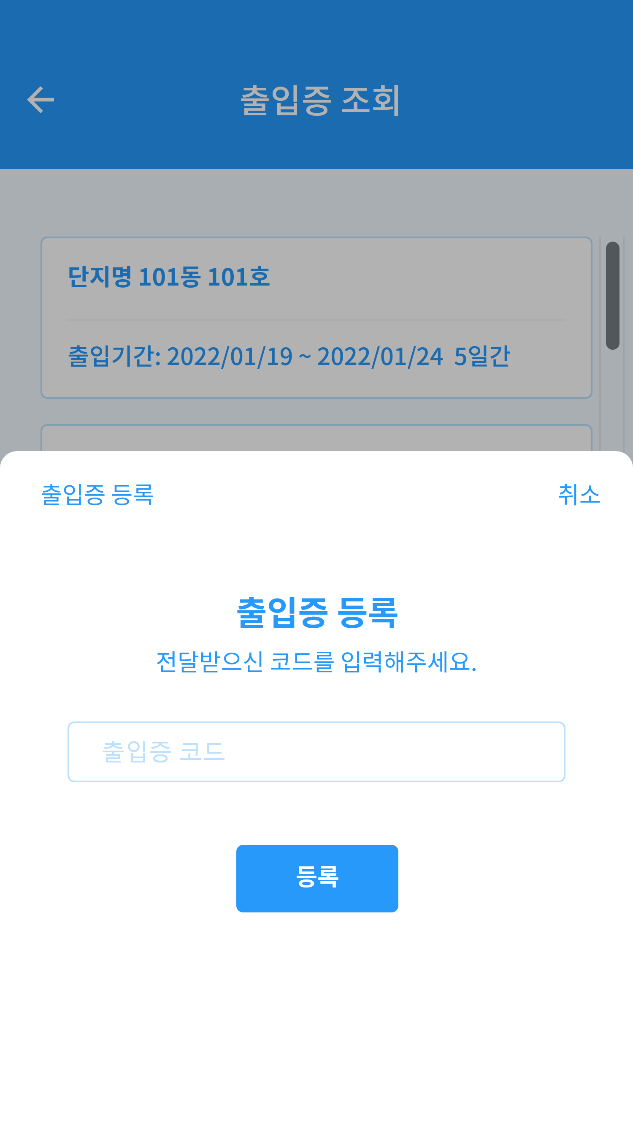 출입증 조회
단지명 101동 101호
출입기간: 2022/01/19 ~ 2022/01/24 5일간
출입증 등록 취소
출입증 등록
전달받으신 코드를 입력해주세요.
출입증 코드
등록